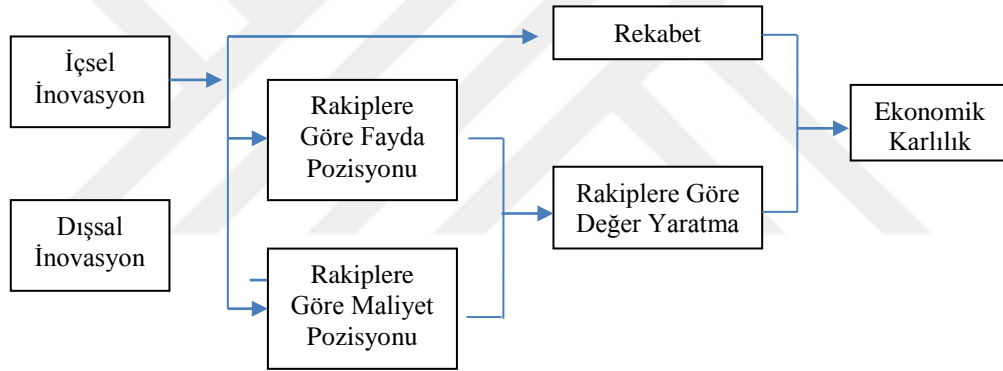 İçsel
İnovasyon
Dışsal
İnovasyon
Rakiplere
Göre Fayda
Pozisyonu
Rakiplere
Göre Maliyet
Pozisyonu
Rekabet
Rakiplere Göre
Değer Yaratma
Ekonomik
Karlılık